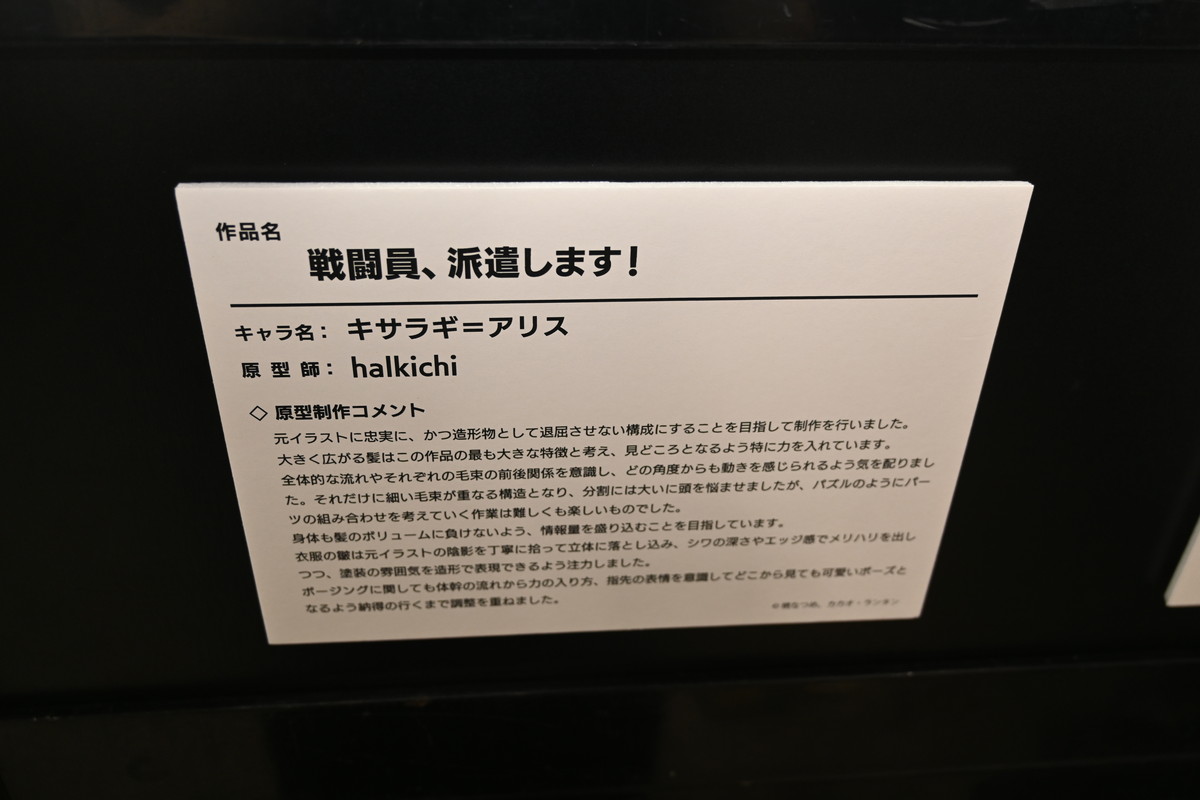 作品名
戦闘員、派遣します!
キャラ名: キサラギ=アリス
原型師: halkichi
◇ 原型制作コメント
元イラストに忠実に、かつ造形物として退屈させない構成にすることを目指して制作を行いました。
大きく広がる髪はこの作品の最も大きな特徴と考え、見どころとなるよう特に力を入れています。
全体的な流れやそれぞれの毛束の前後関係を意識し、どの角度からも動きを感じられるよう気を配りまし
た。それだけに細い毛束が重なる構造となり、分割には大いに頭を悩ませましたが、パズルのようにパー
ツの組み合わせを考えていく作業は難しくも楽しいものでした。
身体も髪のボリュームに負けないよう、情報量を盛り込むことを目指しています。
衣服の皺は元イラストの陰影を丁寧に拾って立体に落とし込み、シワの深さやエッジ感でメリハリを出し
つつ、塗装の雰囲気を造形で表現できるよう注力しました。
ポージングに関しても体幹の流れから力の入り方、指先の表情を意識してどこから見ても可愛いポーズと
なるよう納得の行くまで調整を重ねました。
©暁なつめ、カカオ・ランタン